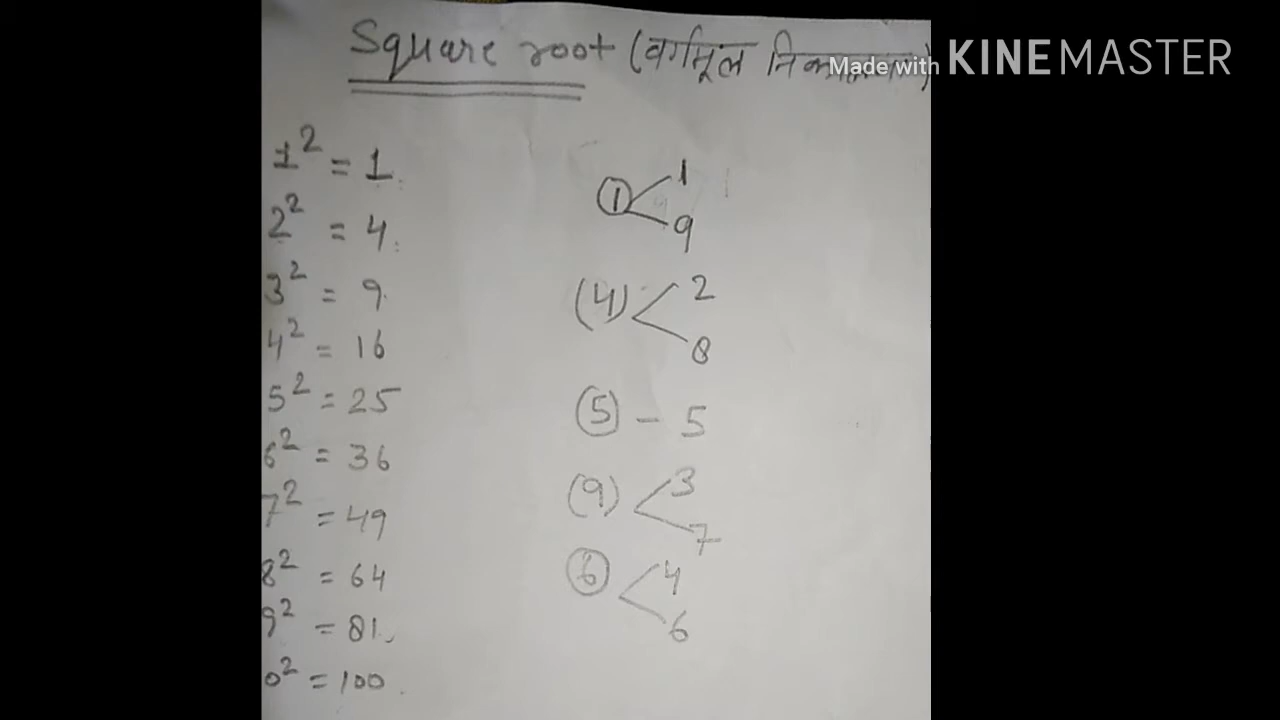 Square root (वर्गमूल
Made with KINEMASTER
1² = 1
2² = 4
3² = 9
4² = 16
5² = 25
6² = 36
7² = 49
8² = 64
9² = 81
0² = 100
1 1
9
(4) 2
8
5 - 5
(9) 3
7
6 4
6